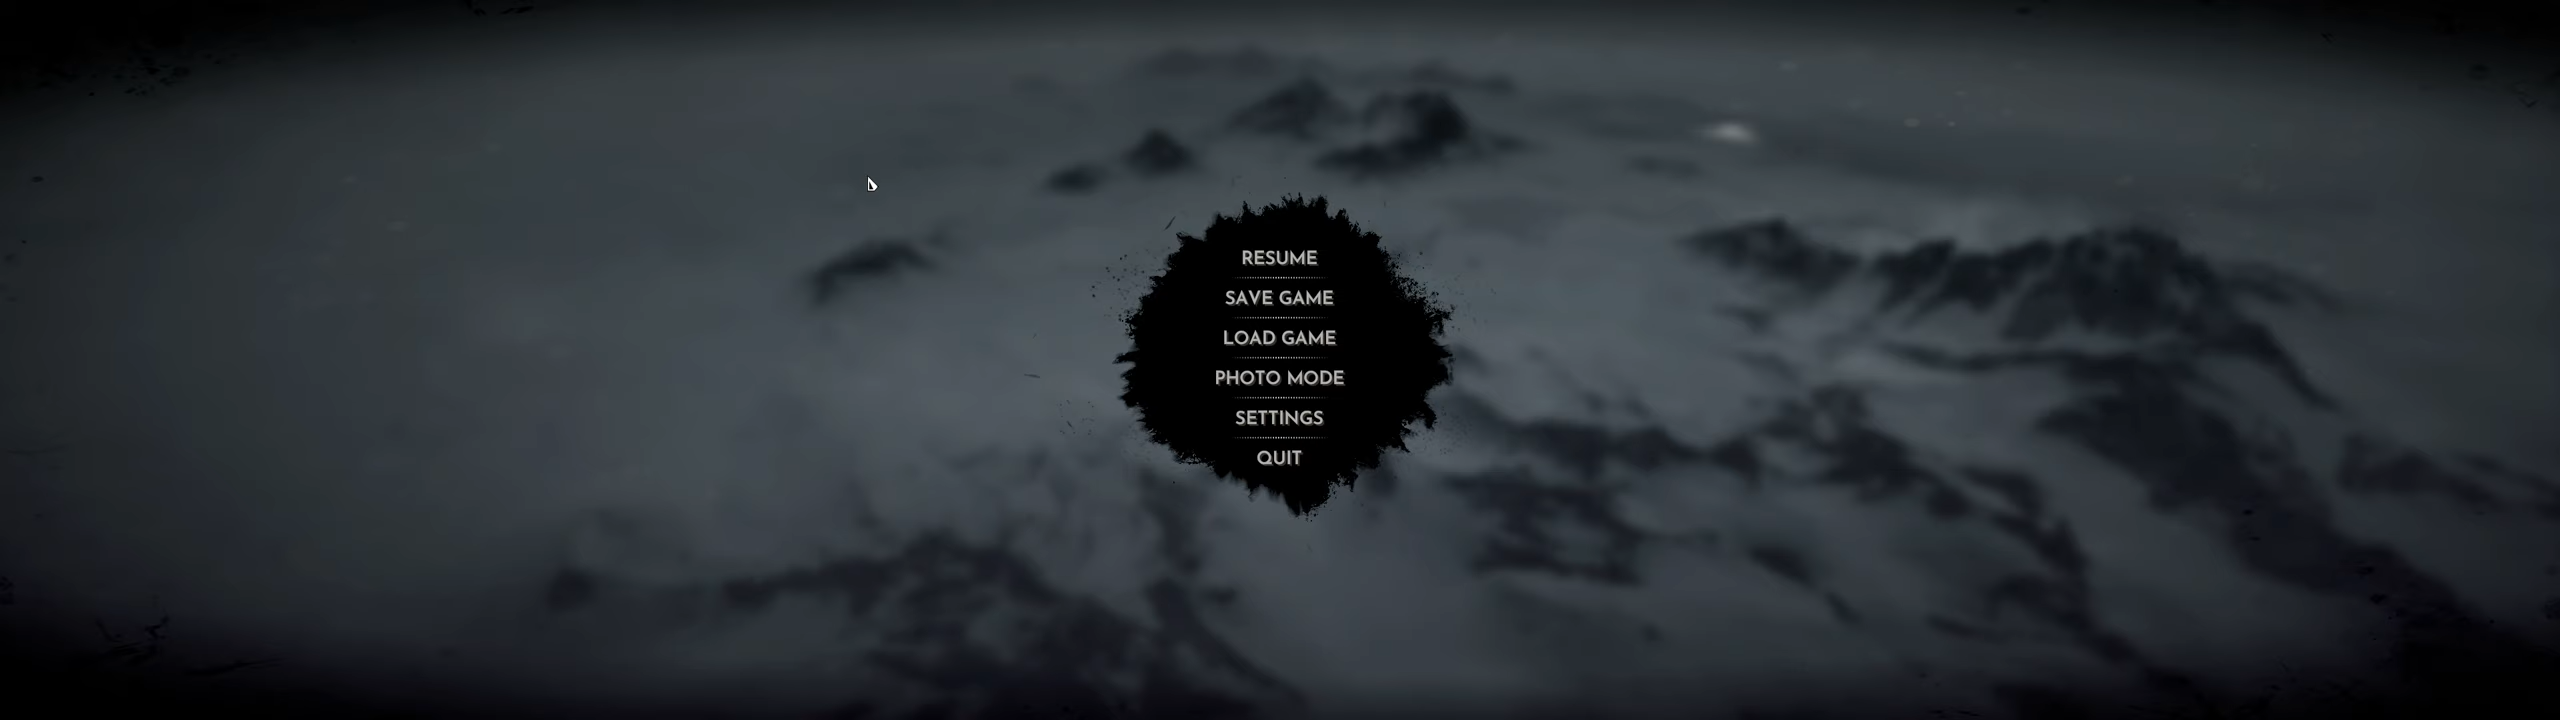 RESUME
SAVE GAME
LOAD GAME
PHOTO MODE
SETTINGS
QUIT